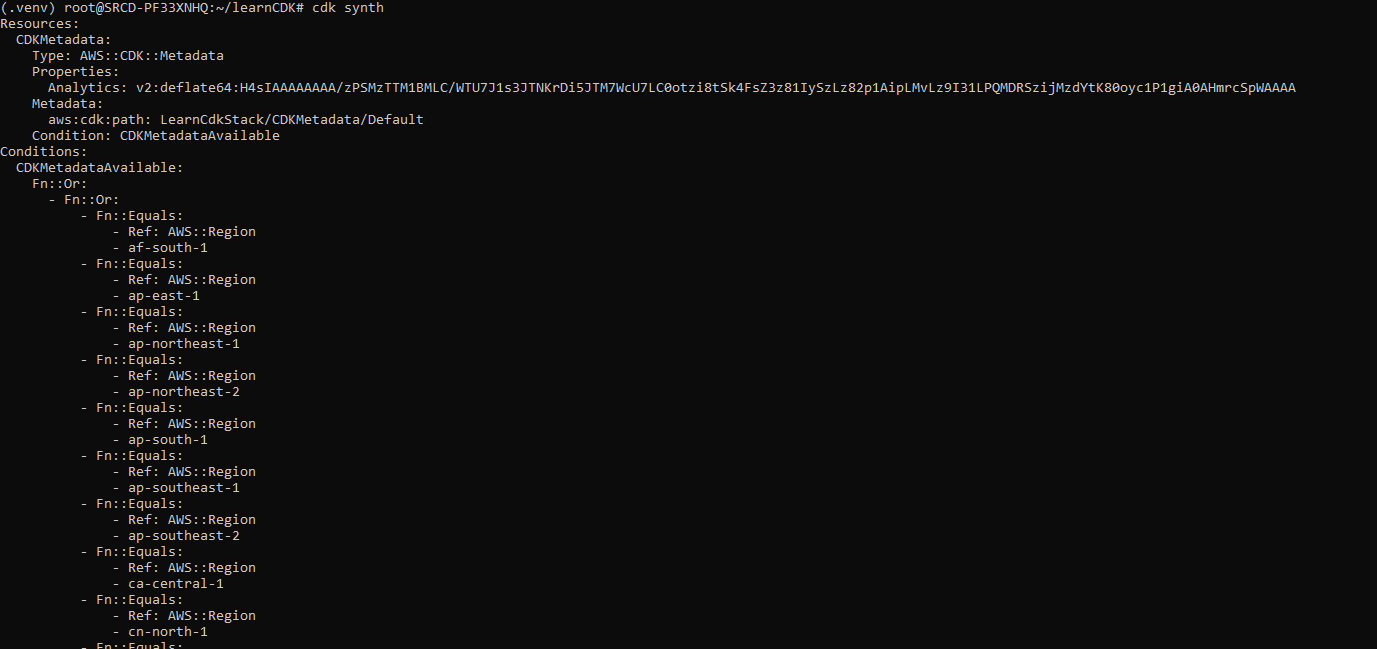 (.venv) root@SRCD-PF33XNHQ:~/learnCDK# cdk synth
Resources:
  CDKMetadata:
    Type: AWS::CDK::Metadata
    Properties:
      Analytics: v2:deflate64:H4sIAAAAAAAA/zPSMzTTM1BMLC/WTU7J1s3JTNKrDi5JTM7WcU7LC0otzi8tSk4FsZ3z81IySzLz82p1AipLMvLz9I31LPQMDRSzijMzdYtK80oyc1P1giA0AHmrcSpWAAAA
    Metadata:
      aws:cdk:path: LearnCdkStack/CDKMetadata/Default
    Condition: CDKMetadataAvailable
Conditions:
  CDKMetadataAvailable:
    Fn::Or:
      - Fn::Or:
          - Fn::Equals:
              - Ref: AWS::Region
              - af-south-1
          - Fn::Equals:
              - Ref: AWS::Region
              - ap-east-1
          - Fn::Equals:
              - Ref: AWS::Region
              - ap-northeast-1
          - Fn::Equals:
              - Ref: AWS::Region
              - ap-northeast-2
          - Fn::Equals:
              - Ref: AWS::Region
              - ap-south-1
          - Fn::Equals:
              - Ref: AWS::Region
              - ap-southeast-1
          - Fn::Equals:
              - Ref: AWS::Region
              - ap-southeast-2
          - Fn::Equals:
              - Ref: AWS::Region
              - ca-central-1
          - Fn::Equals:
              - Ref: AWS::Region
              - cn-north-1
          - Fn::Equals: